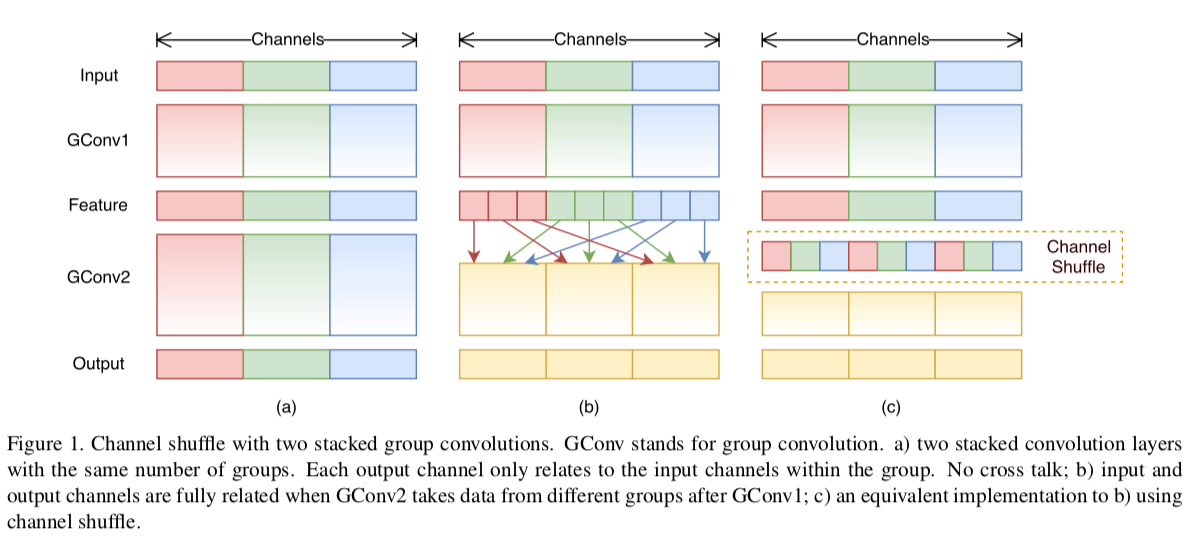 Channels
Channels
Channels
Input
GConv1
Feature
Channel
Shuffle
GConv2
Output
(a)
(b)
(c)
Figure 1. Channel shuffle with two stacked group convolutions. GConv stands for group convolution. a) two stacked convolution layers
with the same number of groups. Each output channel only relates to the input channels within the group. No cross talk; b) input and
output channels are fully related when GConv2 takes data from different groups after GConv1; c) an equivalent implementation to b) using
channel shuffle.